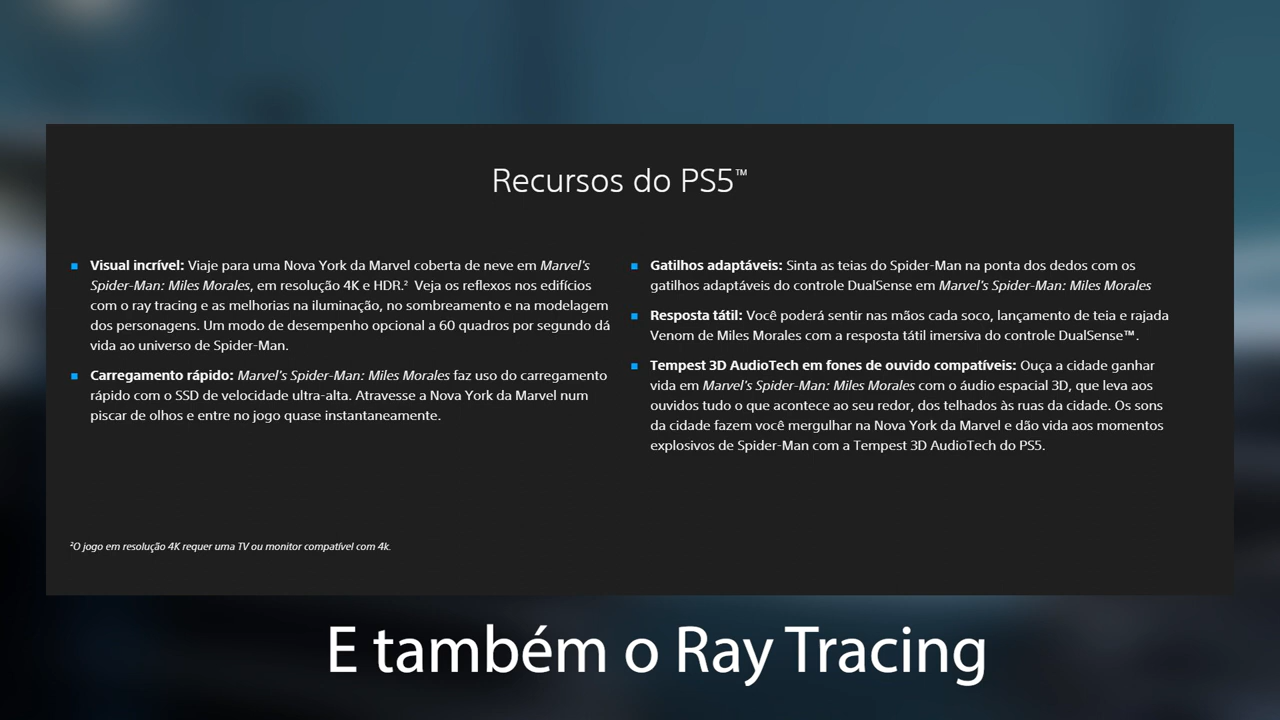 Recursos do PS5™
Visual incrível: Viaje para uma Nova York da Marvel coberta de neve em Marvel's
Spider-Man: Miles Morales, em resolução 4K e HDR.² Veja os reflexos nos edifícios
com o ray tracing e as melhorias na iluminação, no sombreamento e na modelagem
dos personagens. Um modo de desempenho opcional a 60 quadros por segundo dá
vida ao universo de Spider-Man.
Carregamento rápido: Marvel's Spider-Man: Miles Morales faz uso do carregamento
rápido com o SSD de velocidade ultra-alta. Atravesse a Nova York da Marvel num
piscar de olhos e entre no jogo quase instantaneamente.
Gatilhos adaptáveis: Sinta as teias do Spider-Man na ponta dos dedos com os
gatilhos adaptáveis do controle DualSense em Marvel's Spider-Man: Miles Morales
Resposta tátil: Você poderá sentir nas mãos cada soco, lançamento de teia e rajada
Venom de Miles Morales com a resposta tátil imersiva do controle DualSense™.
Tempest 3D AudioTech em fones de ouvido compatíveis: Ouça a cidade ganhar
vida em Marvel's Spider-Man: Miles Morales com o áudio espacial 3D, que leva aos
ouvidos tudo o que acontece ao seu redor, dos telhados às ruas da cidade. Os sons
da cidade fazem você mergulhar na Nova York da Marvel e dão vida aos momentos
explosivos de Spider-Man com a Tempest 3D AudioTech do PS5.
²O jogo em resolução 4K requer uma TV ou monitor compatível com 4k.
E também o Ray Tracing